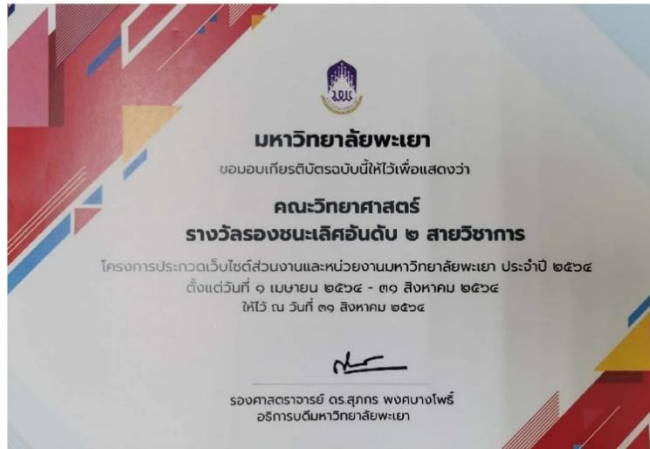 มหาวิทยาลัยพะเยา
ขอมอบเกียรติบัตรฉบับนี้ให้ไว้เพื่อแสดงว่า
คณะวิทยาศาสตร์
รางวัลรองชนะเลิศอันดับ ๒ สายวิชาการ
โครงการประกวดเว็บไซต์ส่วนงานและหน่วยงานมหาวิทยาลัยพะเยา ประจำปี ๒๕๖๔
ตั้งแต่วันที่ ๑ เมษายน ๒๕๖๔ - ๓๑ สิงหาคม ๒๕๖๔
ให้ไว้ ณ วันที่ ๓๑ สิงหาคม ๒๕๖๔
รองศาสตราจารย์ ดร.สุภกร พงศบางโพธิ์
อธิการบดีมหาวิทยาลัยพะเยา